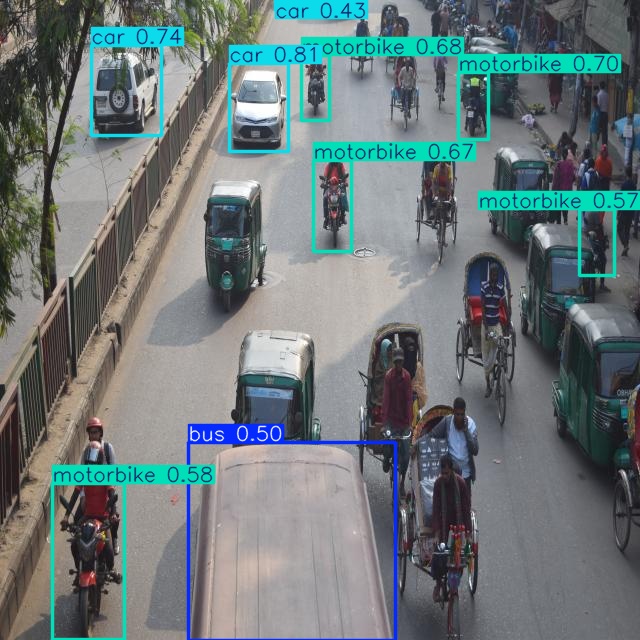 car 0.43
car 0.74
car 0.81
motorbike 0.68
motorbike 0.70
motorbike 0.67
motorbike 0.57
bus 0.50
motorbike 0.58